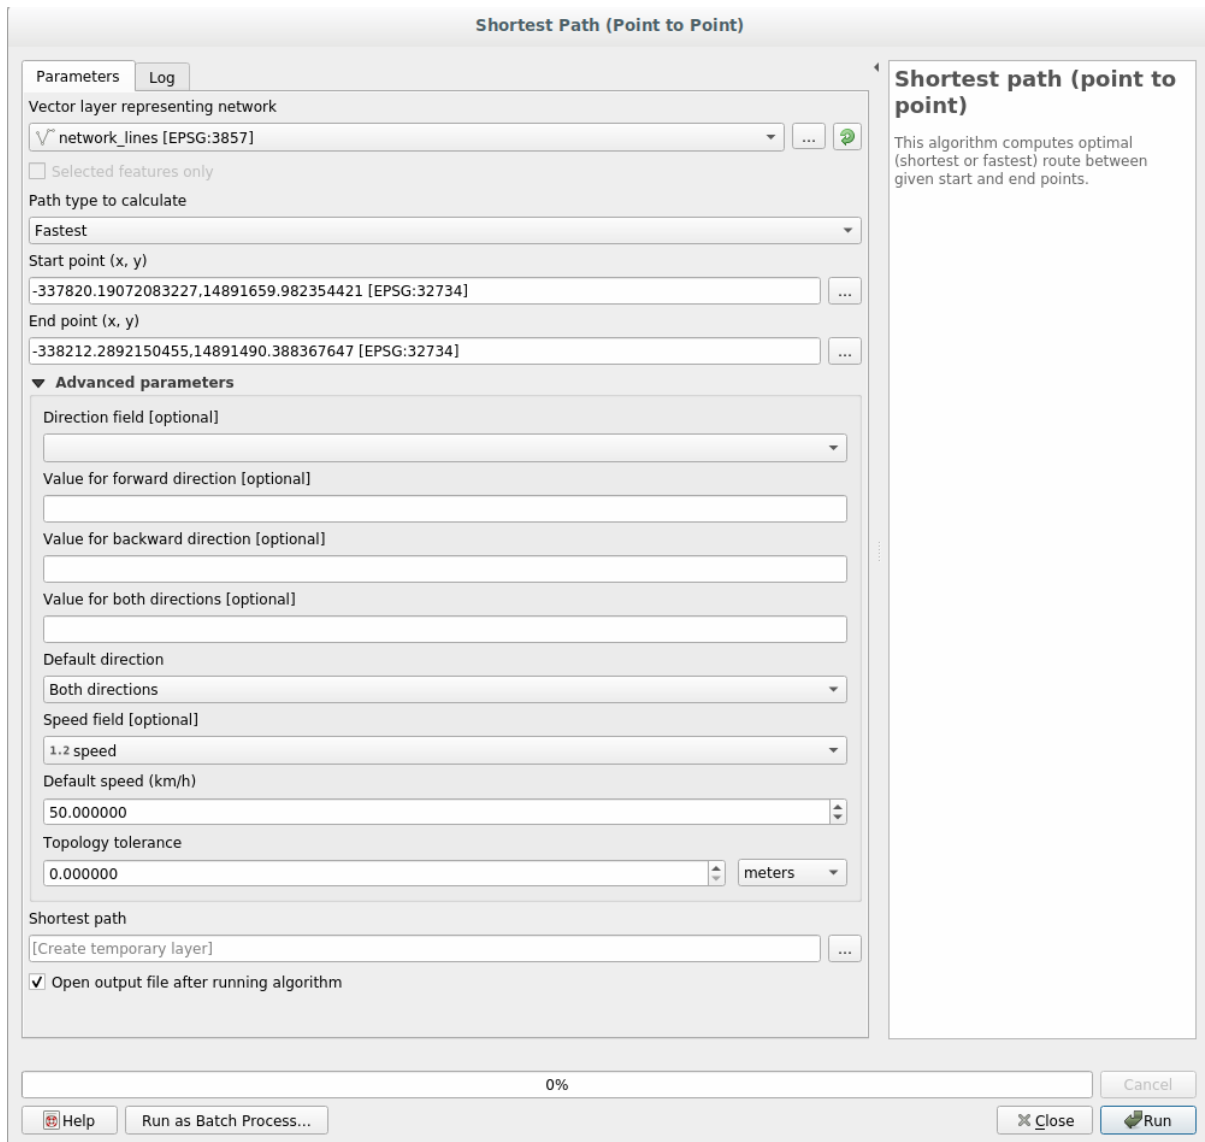 Shortest Path (Point to Point)
Parameters
Log
Vector layer representing network
network_lines [EPSG:3857]
...
Selected features only
Path type to calculate
Fastest
Start point (x, y)
-337820.19072083227,14891659.982354421 [EPSG:32734]
...
End point (x, y)
-338212.2892150455,14891490.388367647 [EPSG:32734]
...
Advanced parameters
Direction field [optional]
Value for forward direction [optional]
Value for backward direction [optional]
Value for both directions [optional]
Default direction
Both directions
Speed field [optional]
1.2 speed
Default speed (km/h)
50.000000
Topology tolerance
0.000000
meters
Shortest path
[Create temporary layer]
...
Open output file after running algorithm
Shortest path (point to
point)
This algorithm computes optimal
(shortest or fastest) route between
given start and end points.
0%
Cancel
Help
Run as Batch Process...
Close
Run